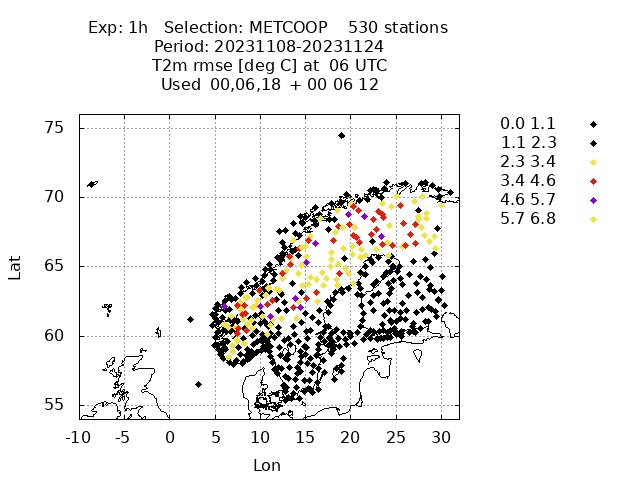 Exp: 1h   Selection: METCOOP    530 stations
Period: 20231108-20231124
T2m rmse [deg C] at  06 UTC
Used  00,06,18  + 00 06 12
0.0 1.1
1.1 2.3
2.3 3.4
3.4 4.6
4.6 5.7
5.7 6.8
75
70
65
60
55
Lat
-10 -5 0 5 10 15 20 25 30
Lon